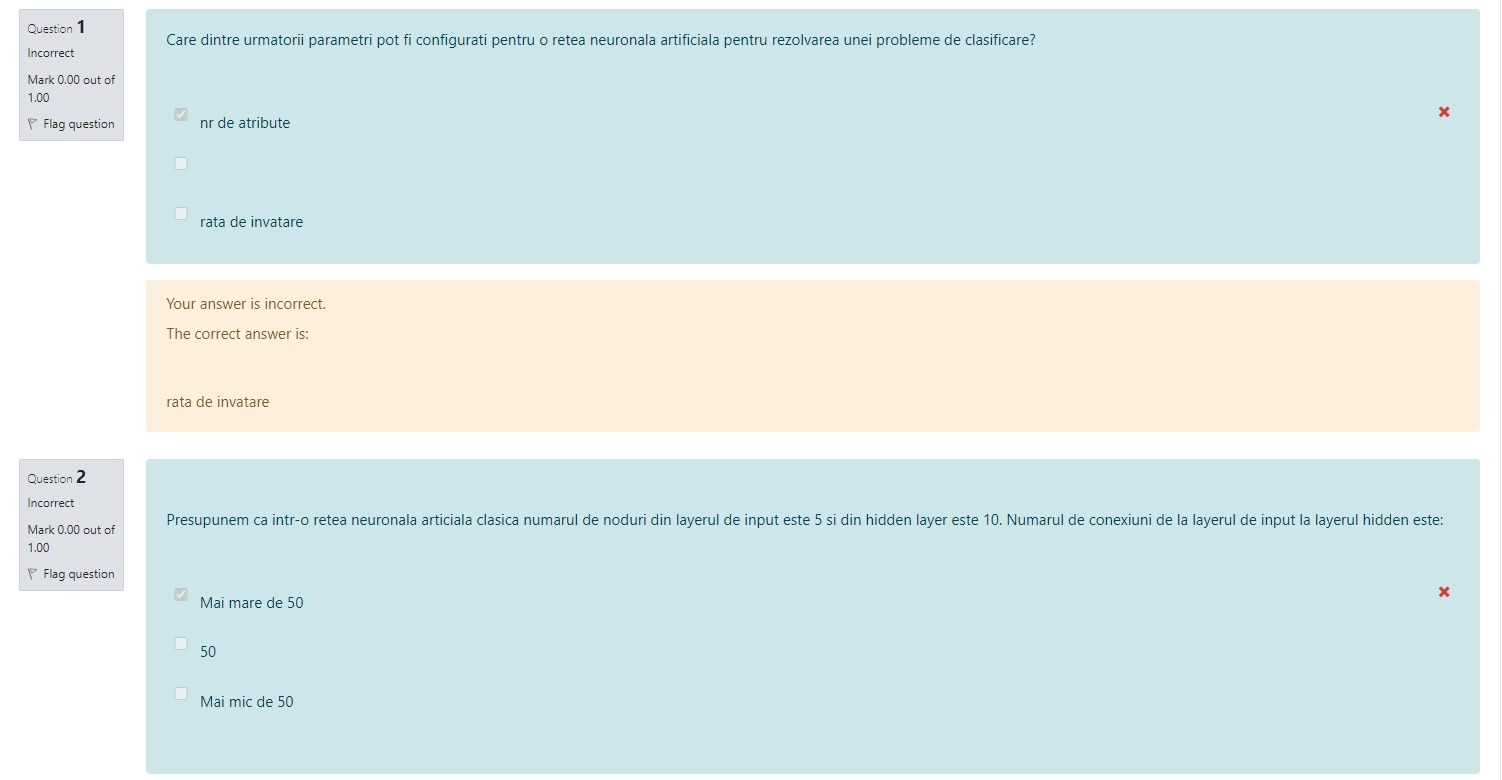 Question 1
Incorrect
Mark 0.00 out of
1.00
Flag question
Care dintre urmatorii parametri pot fi configurati pentru o retea neuronala artificiala pentru rezolvarea unei probleme de clasificare?
nr de atribute
rata de invatare
Your answer is incorrect.
The correct answer is:
rata de invatare
Question 2
Incorrect
Mark 0.00 out of
1.00
Flag question
Presupunem ca intr-o retea neuronala articiala clasica numarul de noduri din layerul de input este 5 si din hidden layer este 10. Numarul de conexiuni de la layerul de input la layerul hidden este:
Mai mare de 50
50
Mai mic de 50